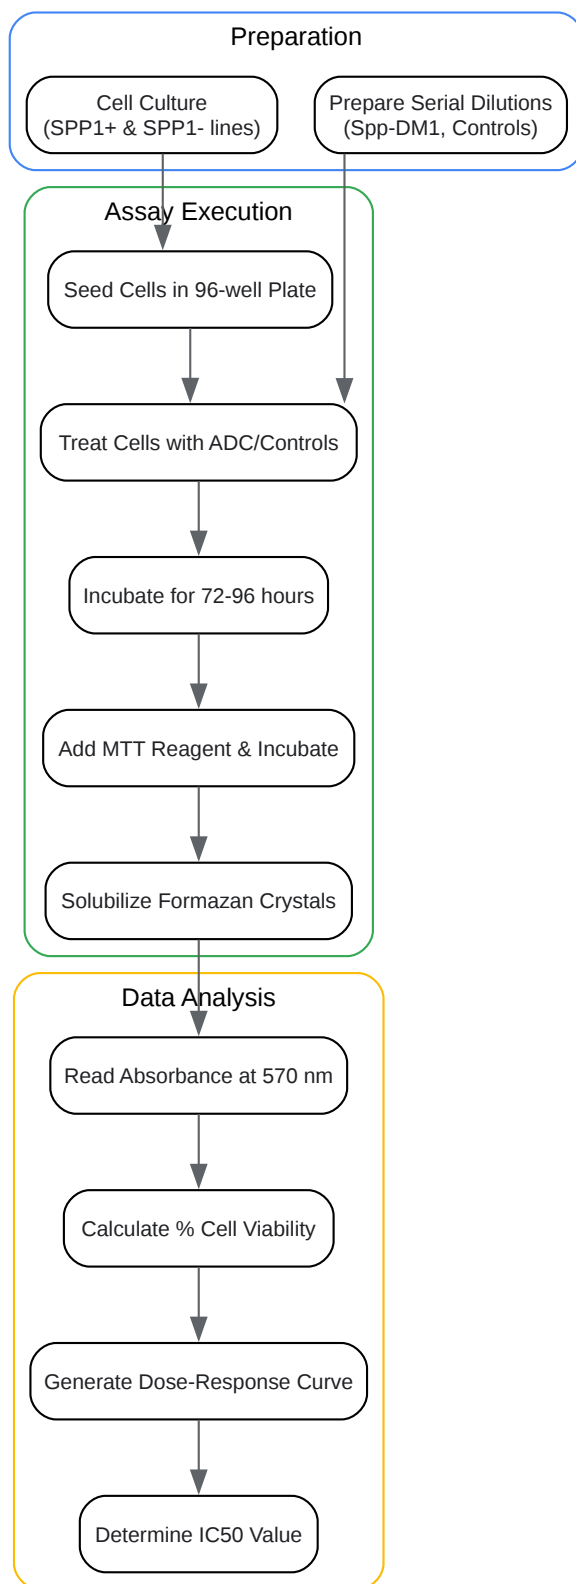 Preparation
Cell Culture
(SPP1+ & SPP1- lines)
Prepare Serial Dilutions
(Spp-DM1, Controls)
Assay Execution
Seed Cells in 96-well Plate
Treat Cells with ADC/Controls
Incubate for 72-96 hours
Add MTT Reagent & Incubate
Solubilize Formazan Crystals
Data Analysis
Read Absorbance at 570 nm
Calculate % Cell Viability
Generate Dose-Response Curve
Determine IC50 Value